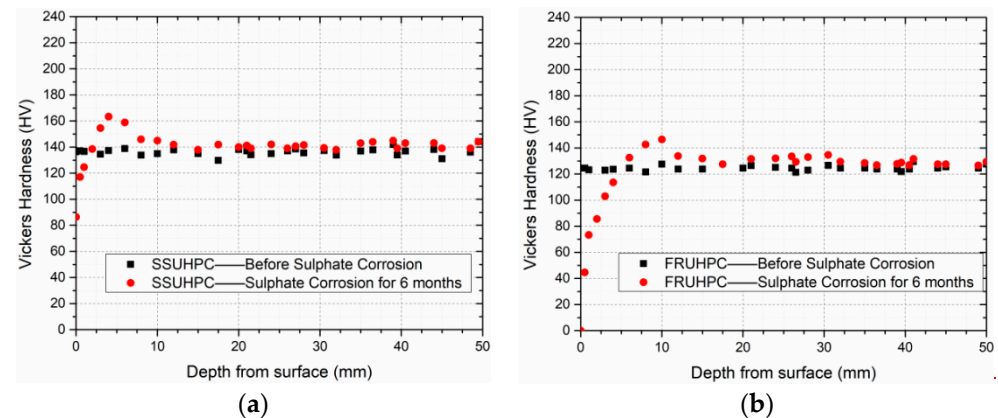 240
220
200
180
160
140
120
100
80
60
40
20
0
Vickers Hardness (HV)
SSUHPC——Before Sulphate Corrosion
SSUHPC——Sulphate Corrosion for 6 months
0 10 20 30 40 50
Depth from surface (mm)
(a)
240
220
200
180
160
140
120
100
80
60
40
20
0
Vickers Hardness (HV)
FRUHPC——Before Sulphate Corrosion
FRUHPC——Sulphate Corrosion for 6 months
0 10 20 30 40 50
Depth from surface (mm)
(b)